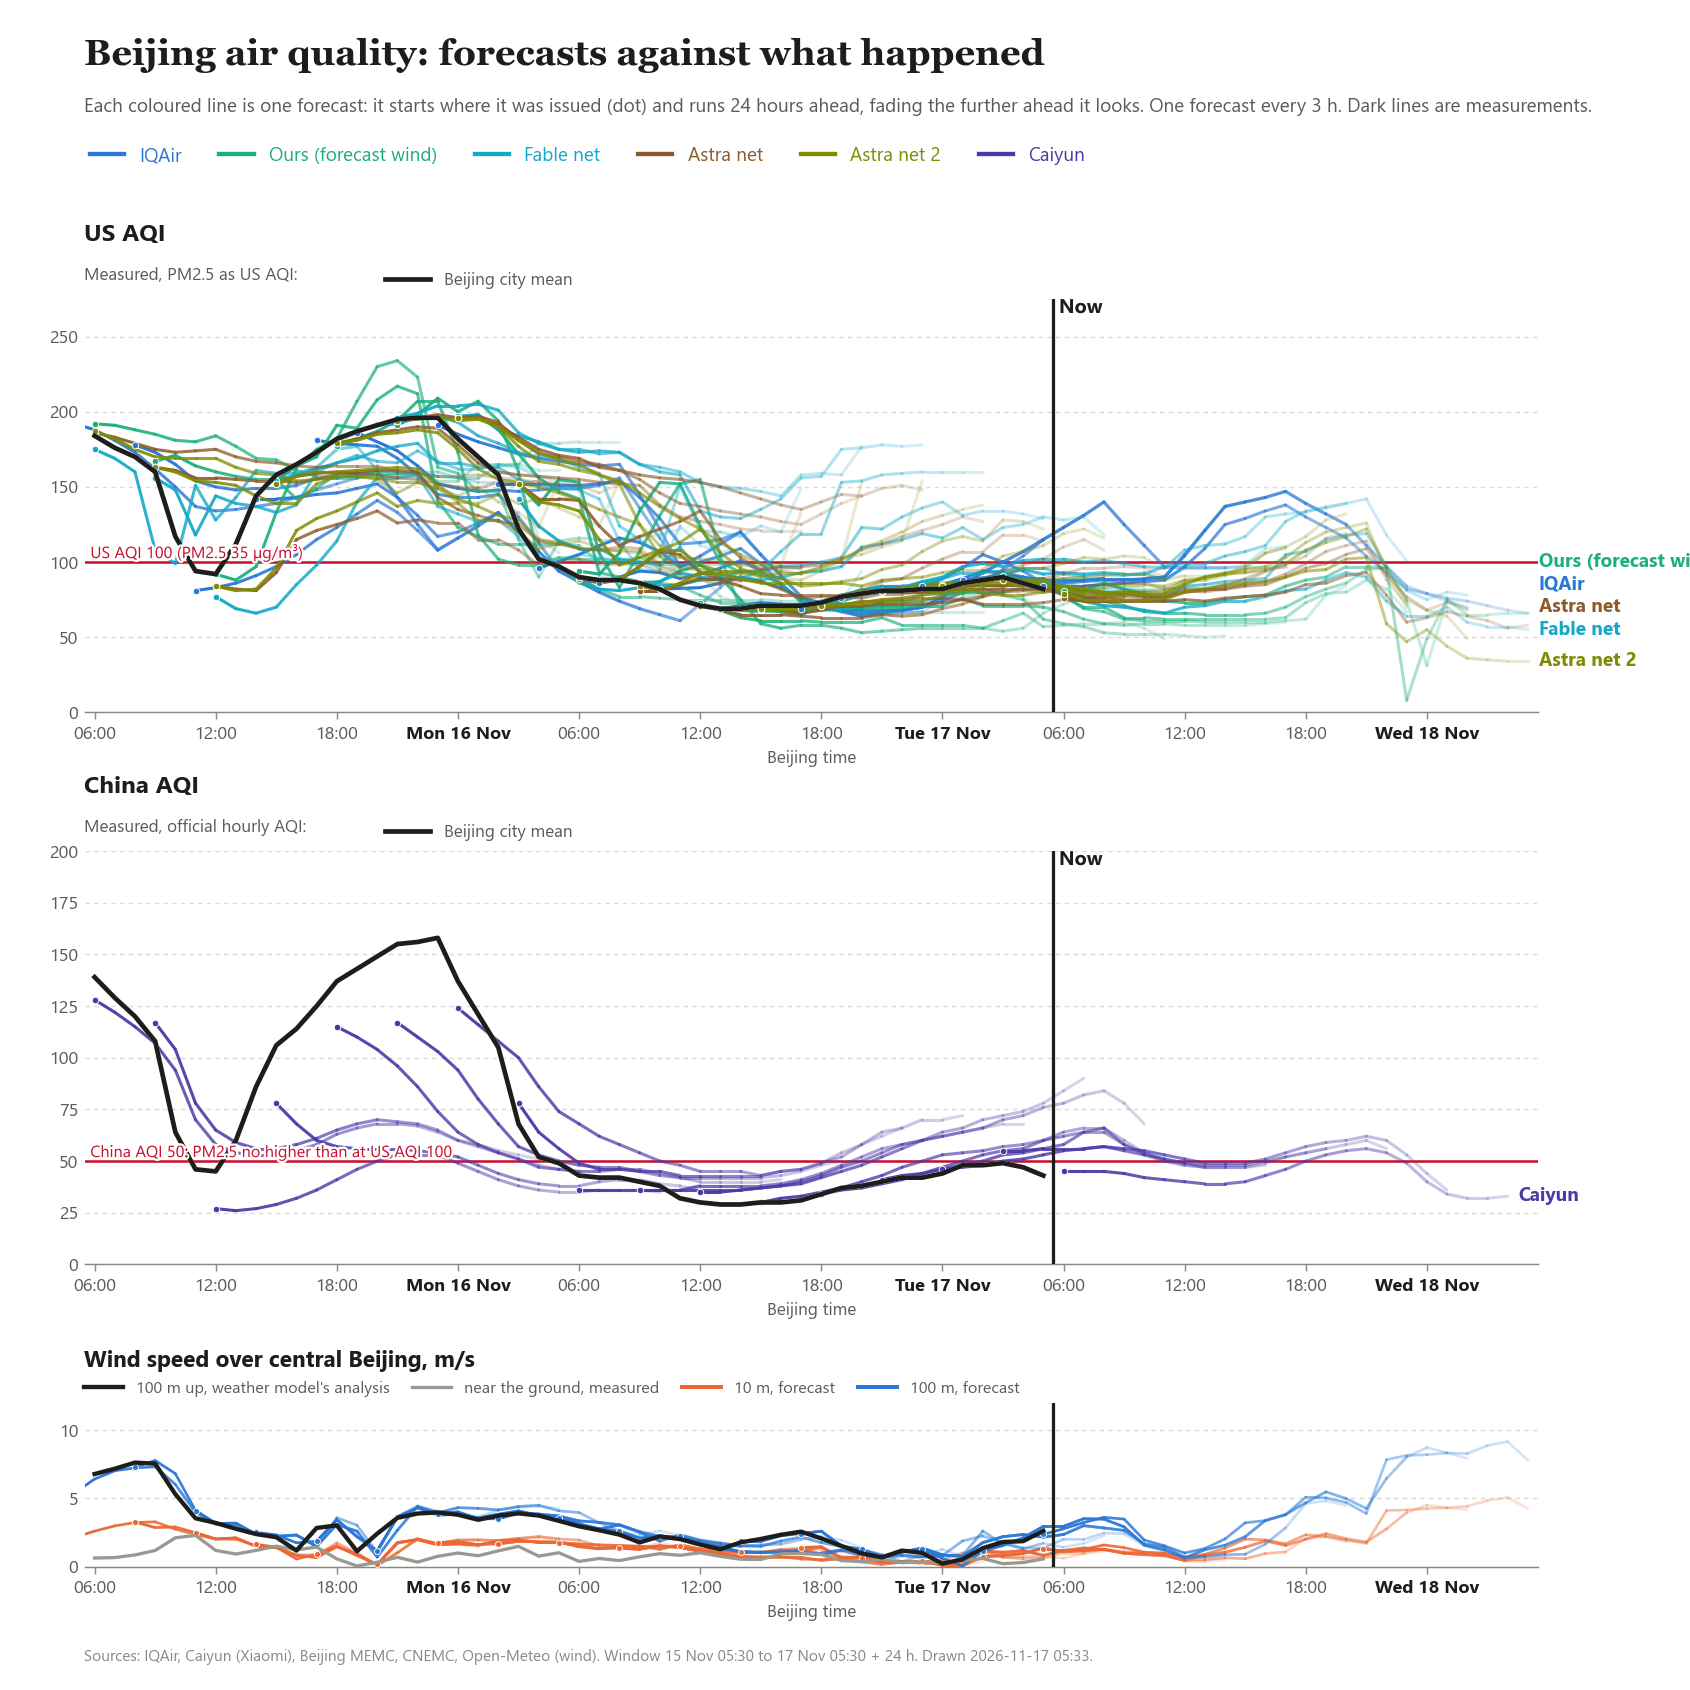 Beijing air quality: forecasts against what happened
Each coloured line is one forecast: it starts where it was issued (dot) and runs 24 hours ahead, fading the further ahead it looks. One forecast every 3 h. Dark lines are measurements.
IQAir Ours (forecast wind) Fable net Astra net Astra net 2 Caiyun
US AQI
Measured, PM2.5 as US AQI: Beijing city mean
Now
250
200
150
US AQI 100 (PM2.5 35 µg/m³)
100
50
0
Ours (forecast wi
IQAir
Astra net
Fable net
Astra net 2
06:00 12:00 18:00 Mon 16 Nov 06:00 12:00 18:00 Tue 17 Nov 06:00 12:00 18:00 Wed 18 Nov
Beijing time
China AQI
Measured, official hourly AQI: Beijing city mean
Now
200
175
150
125
100
75
China AQI 50: PM2.5 no higher than at US AQI 100
50
25
0
Caiyun
06:00 12:00 18:00 Mon 16 Nov 06:00 12:00 18:00 Tue 17 Nov 06:00 12:00 18:00 Wed 18 Nov
Beijing time
Wind speed over central Beijing, m/s
100 m up, weather model's analysis near the ground, measured 10 m, forecast 100 m, forecast
10
5
0
06:00 12:00 18:00 Mon 16 Nov 06:00 12:00 18:00 Tue 17 Nov 06:00 12:00 18:00 Wed 18 Nov
Beijing time
Sources: IQAir, Caiyun (Xiaomi), Beijing MEMC, CNEMC, Open-Meteo (wind). Window 15 Nov 05:30 to 17 Nov 05:30 + 24 h. Drawn 2026-11-17 05:33.